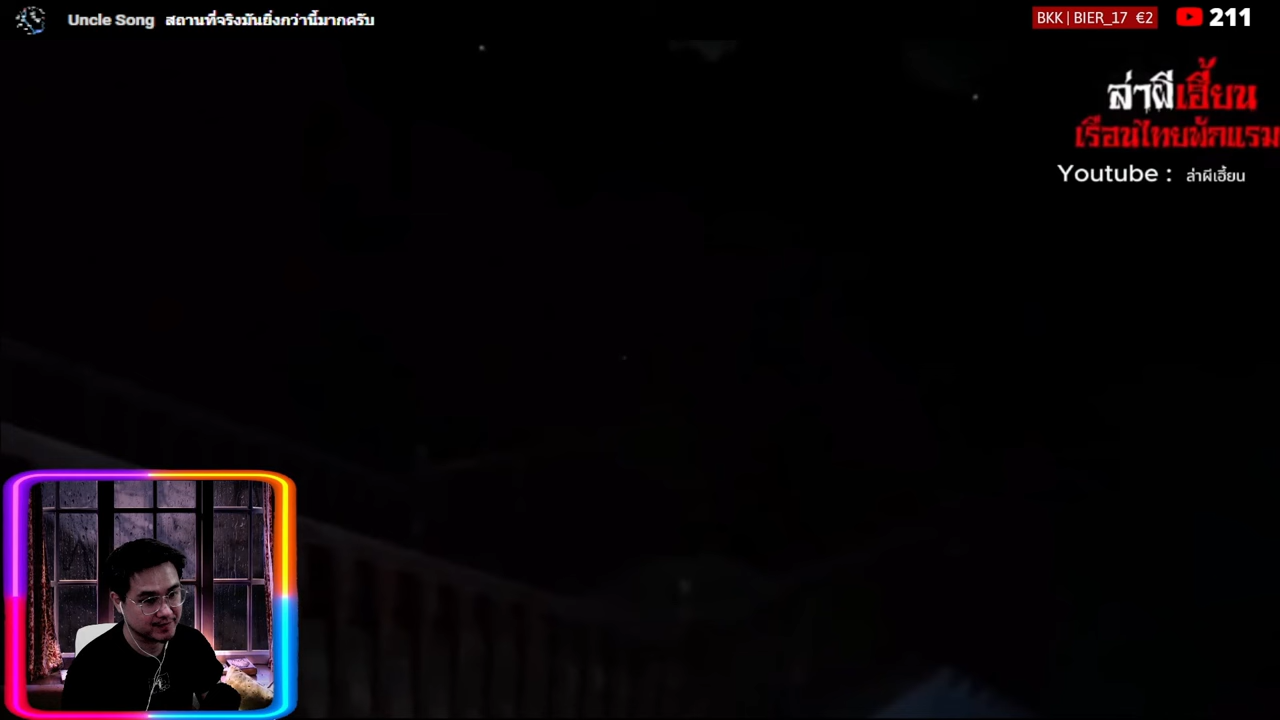 Uncle Song สถานที่จริงมันยิ่งกว่านี้มากครับ
BKK | BIER_17 €2
211
ล่าผีเฮี้ยน
เรือนไทยพักแรม
Youtube : ล่าผีเฮี้ยน